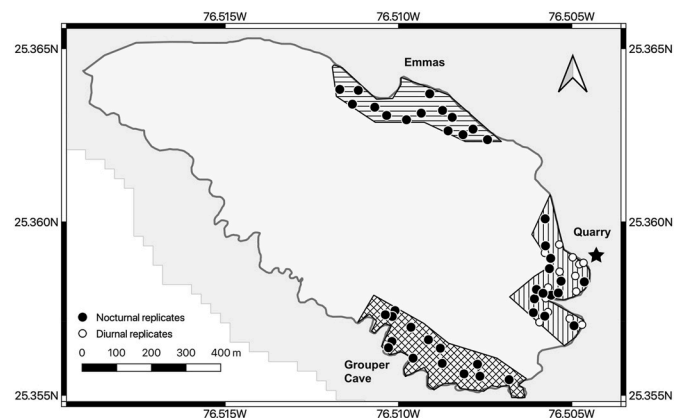 76.515W 76.510W 76.505W
25.365N 25.365N
Emmas
25.360N 25.360N
Quarry
Nocturnal replicates
Diurnal replicates
0 100 200 300 400 m
Grouper
Cave
25.355N 25.355N
76.515W 76.510W 76.505W